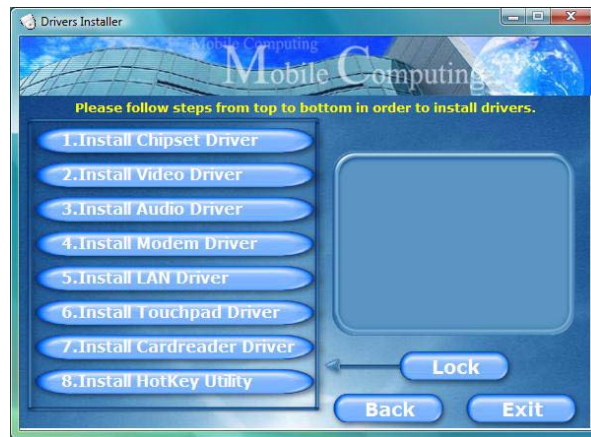 Drivers Installer
Mobile Computing
Mobile Computing
Please follow steps from top to bottom in order to install drivers.
1.Install Chipset Driver
2.Install Video Driver
3.Install Audio Driver
4.Install Modem Driver
5.Install LAN Driver
6.Install Touchpad Driver
7.Install Cardreader Driver
8.Install HotKey Utility
Lock
Back
Exit